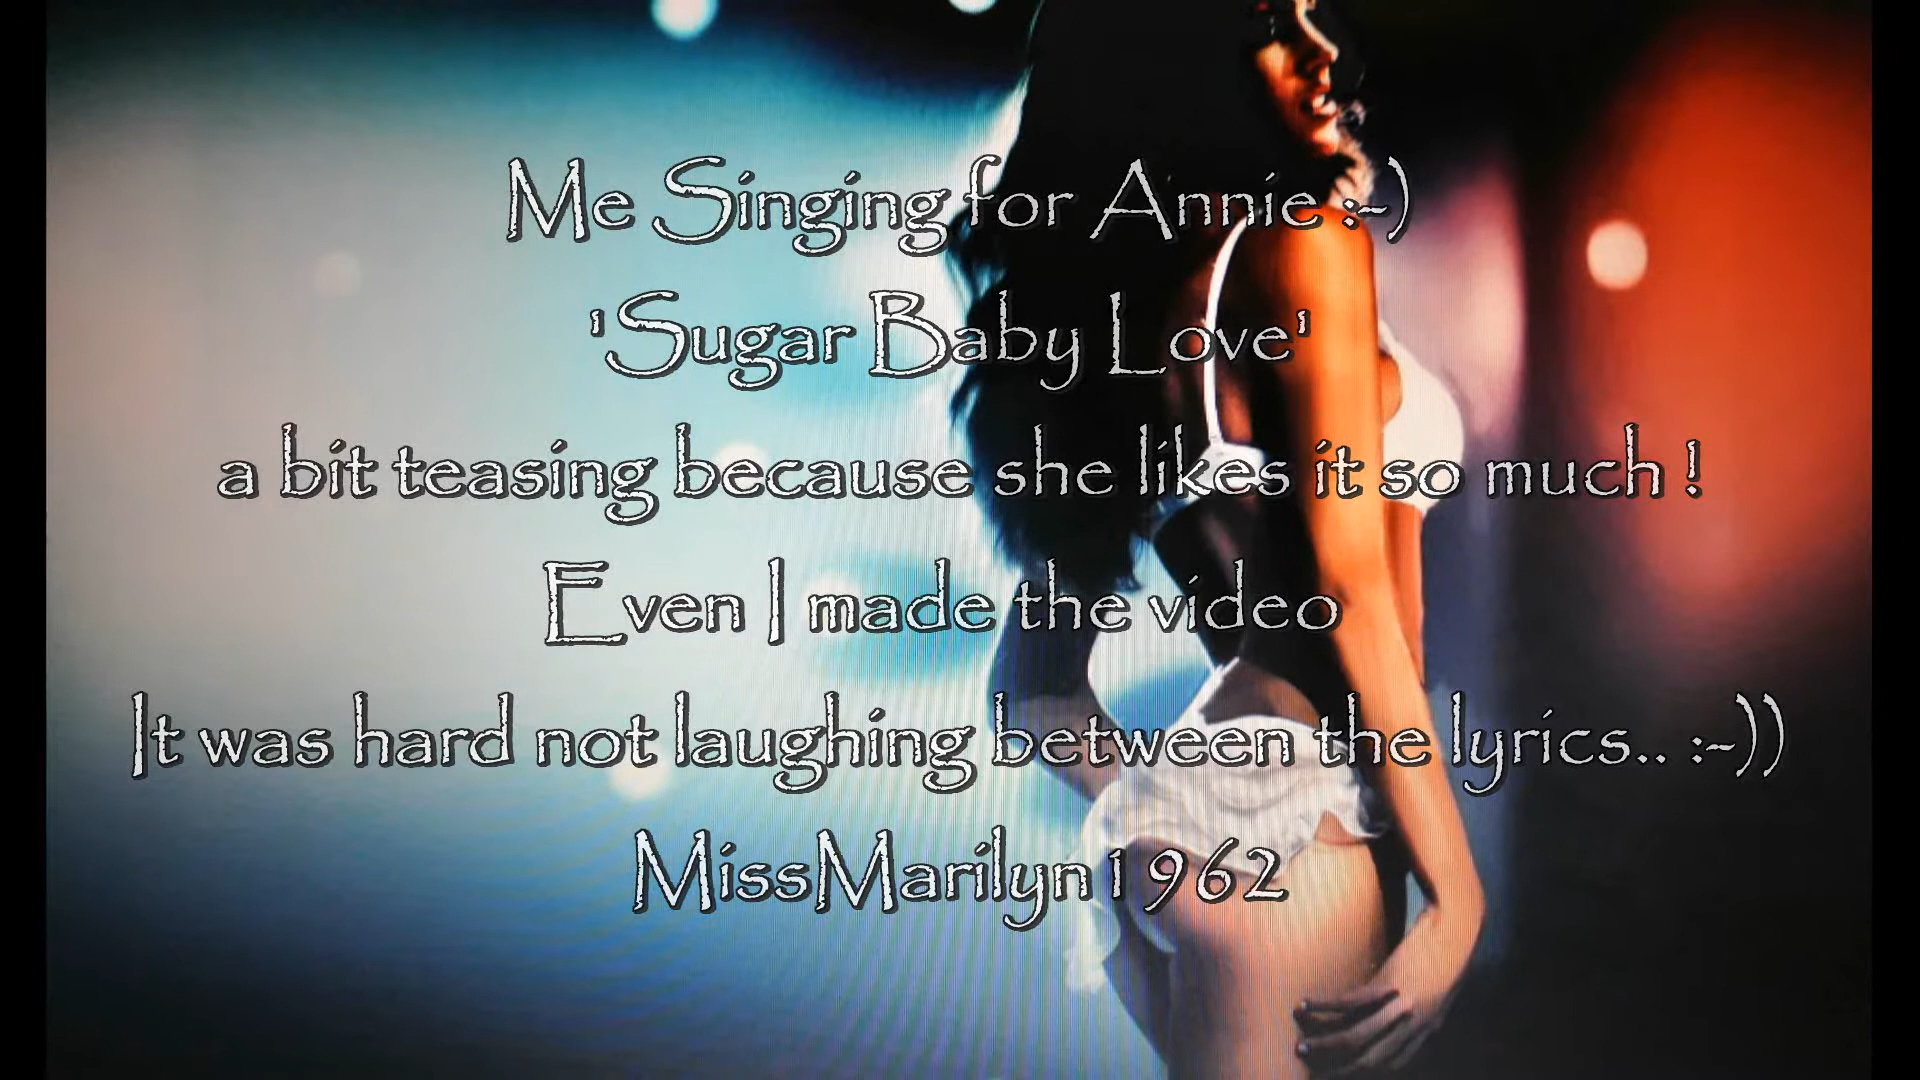 Me Singing for Annie :-)
'Sugar Baby Love'
a bit teasing because she likes it so much !
Even I made the video
It was hard not laughing between the lyrics.. :-))
MissMarilyn1962